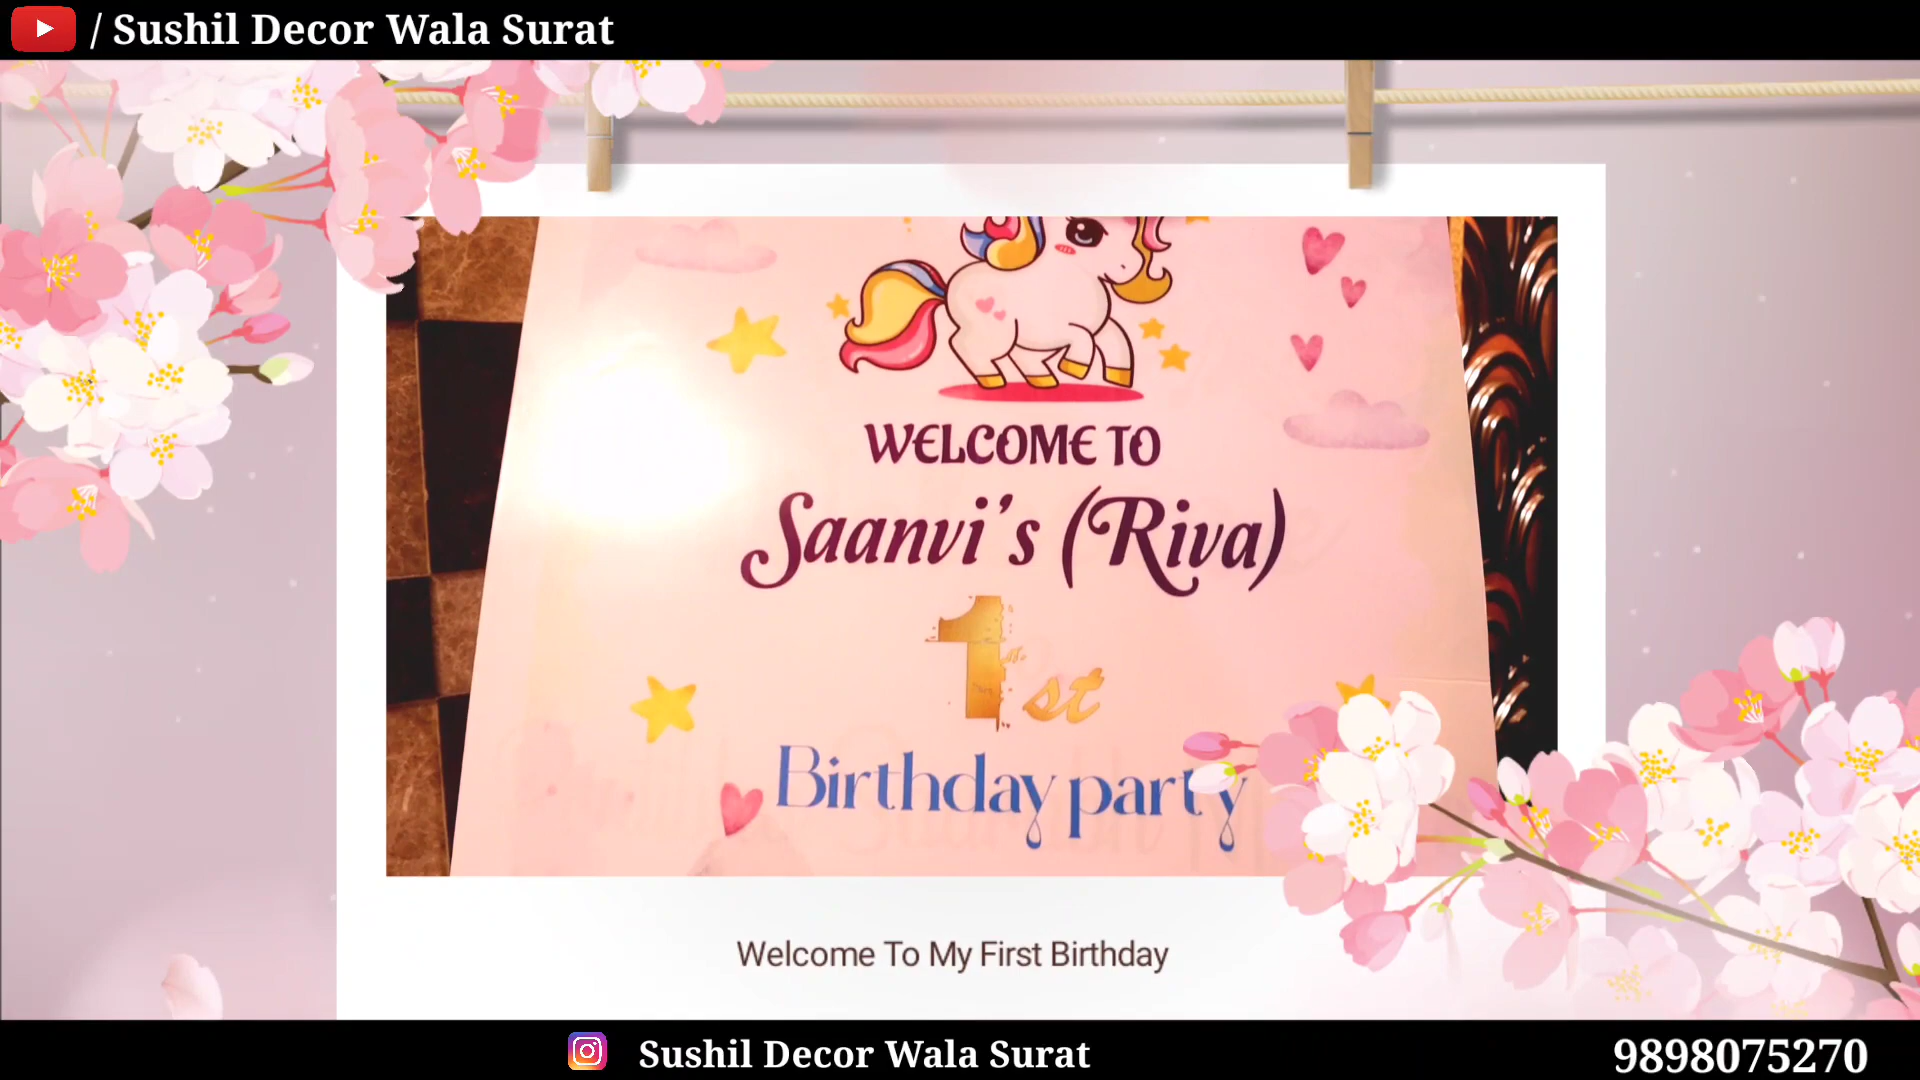 / Sushil Decor Wala Surat
WELCOME TO
Saanvi's (Riva)
1st
Birthday party
Welcome To My First Birthday
Sushil Decor Wala Surat
9898075270